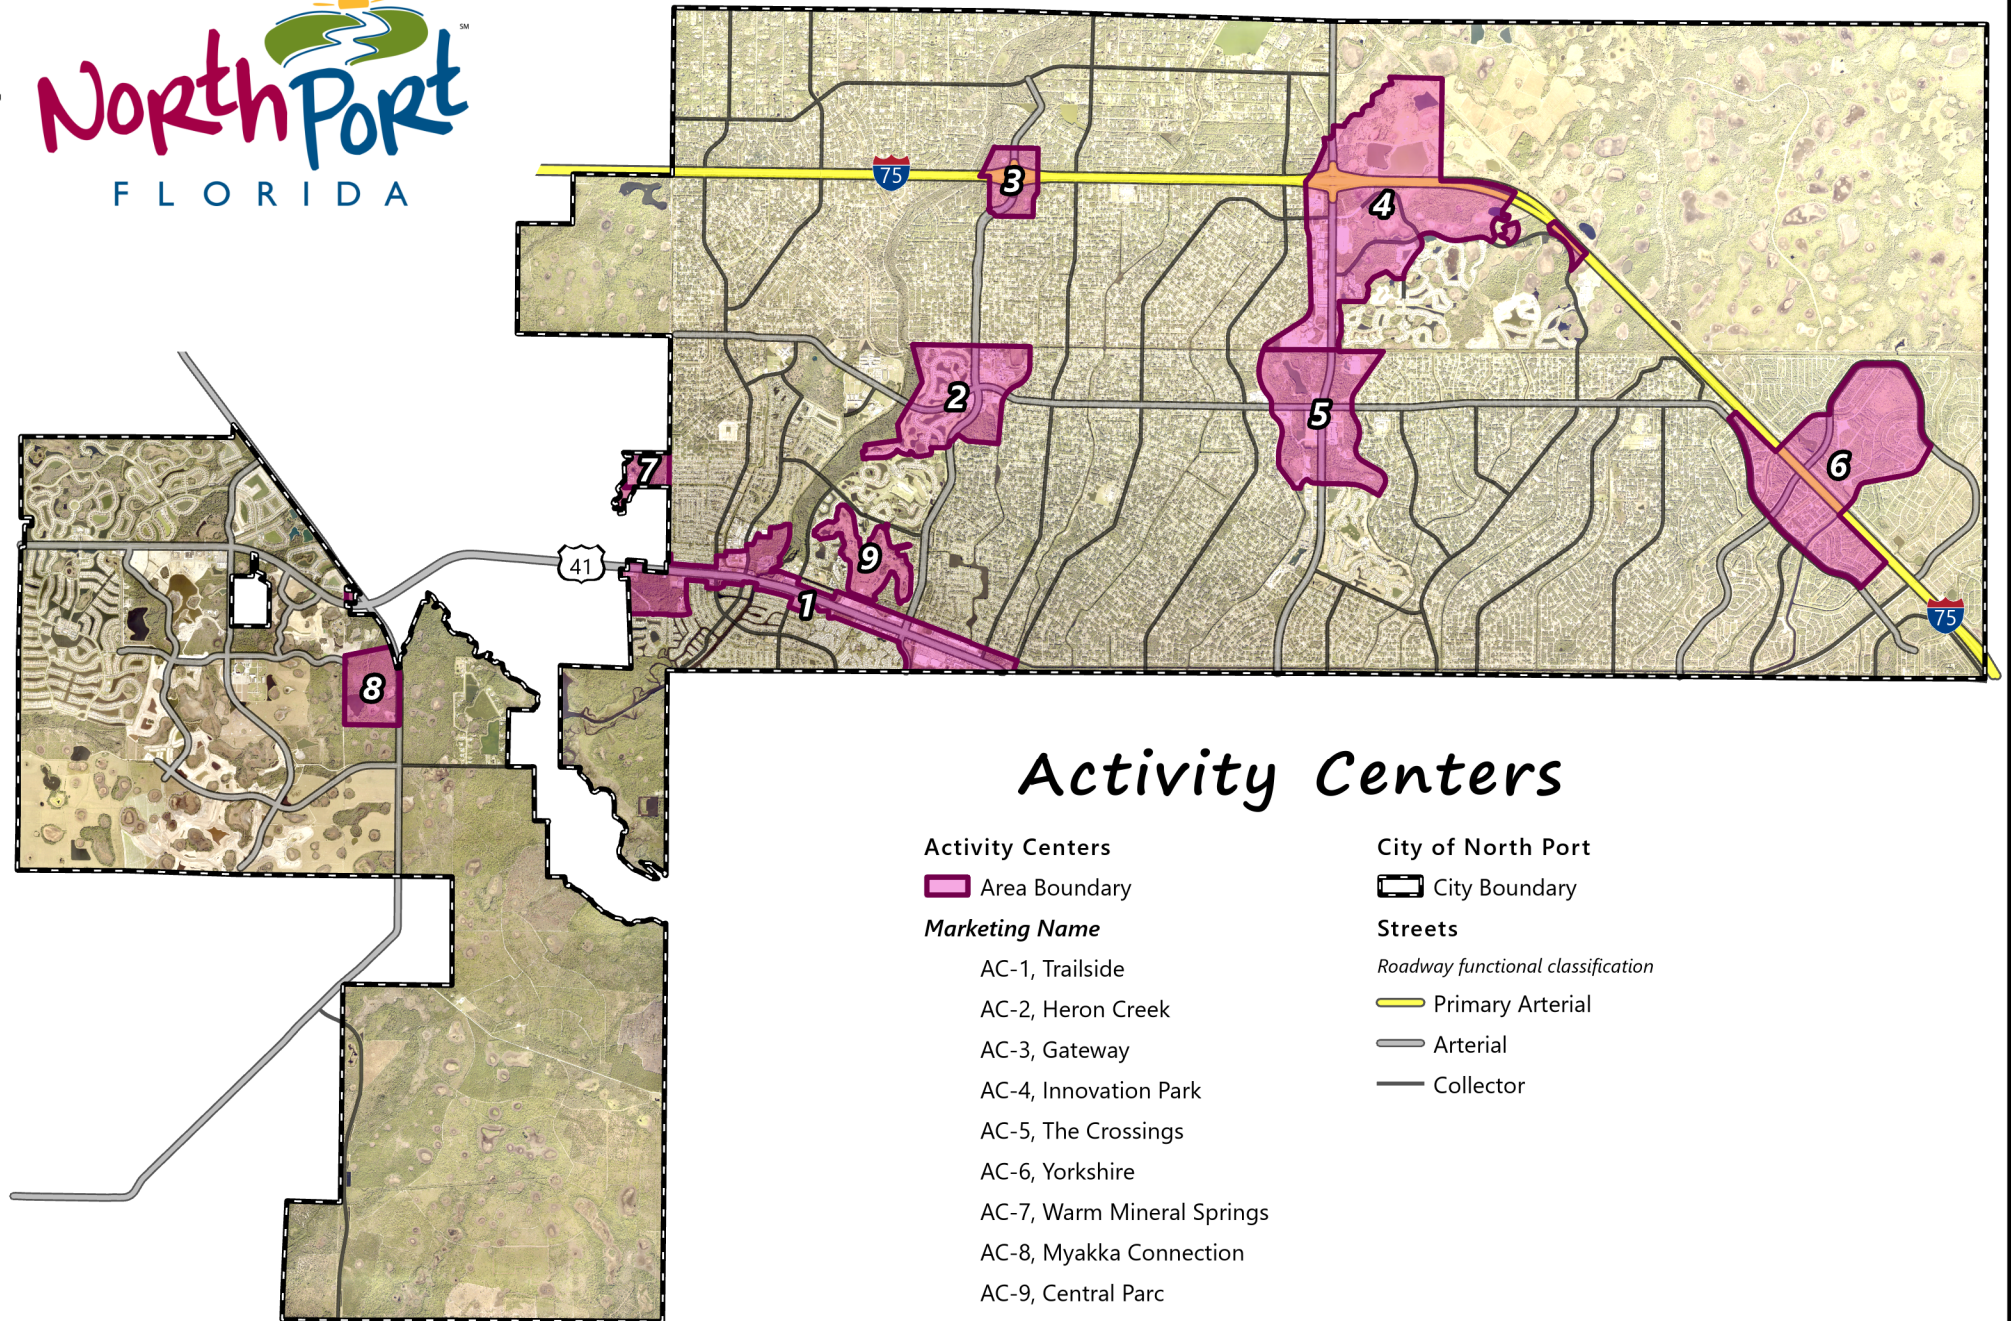 North Port
SM
FLORIDA
75
3
4
2
5
6
7
41
9
1
75
8
Activity Centers
Activity Centers
Area Boundary
Marketing Name
AC-1, Trailside
AC-2, Heron Creek
AC-3, Gateway
AC-4, Innovation Park
AC-5, The Crossings
AC-6, Yorkshire
AC-7, Warm Mineral Springs
AC-8, Myakka Connection
AC-9, Central Parc
City of North Port
City Boundary
Streets
Roadway functional classification
Primary Arterial
Arterial
Collector